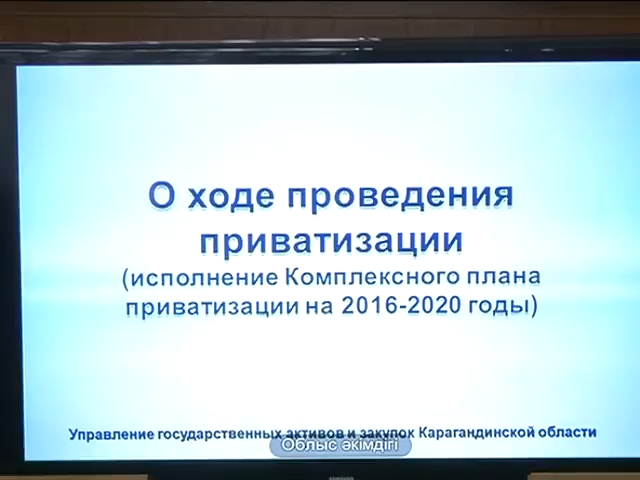 О ходе проведения
приватизации
(исполнение Комплексного плана
приватизации на 2016-2020 годы)
Управление государственных активов и закупок Карагандинской области
Облыс әкімдігі